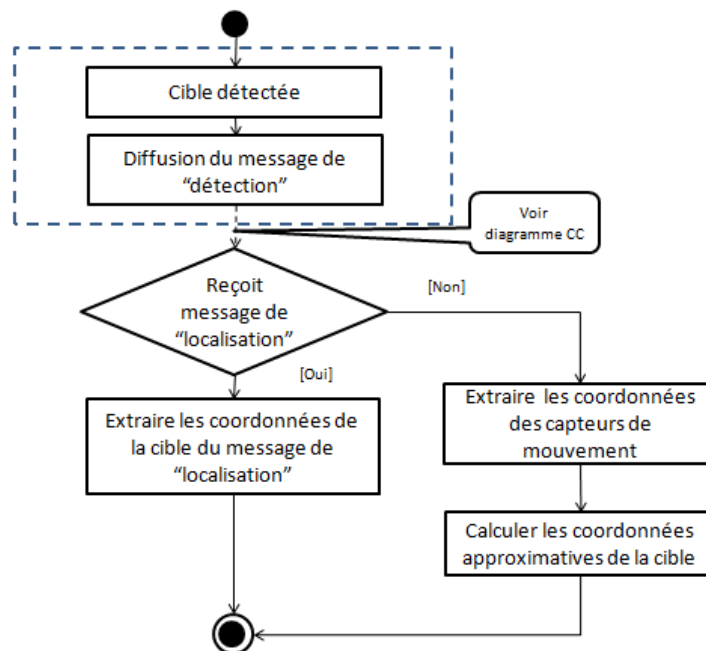 Cible détectée
Diffusion du message de
“détection”
Voir
diagramme CC
Reçoit
message de
“localisation”
[Non]
[Oui]
Extraire les coordonnées de
la cible du message de
“localisation”
Extraire les coordonnées
des capteurs de
mouvement
Calculer les coordonnées
approximatives de la cible